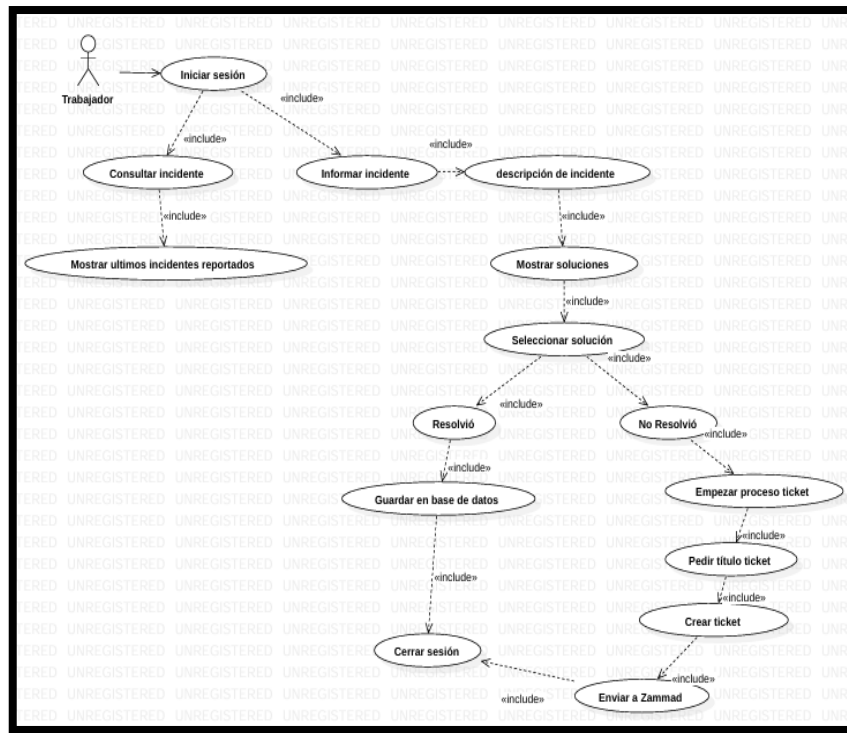 Trabajador
Iniciar sesión
«include»
«include»
«include»
Consultar incidente
Informar incidente
descripción de incidente
«include»
«include»
Mostrar ultimos incidentes reportados
Mostrar soluciones
«include»
Seleccionar solución
«include»
«include»
Resolvió
No Resolvió
«include»
«include»
Guardar en base de datos
Empezar proceso ticket
«include»
Pedir título ticket
«include»
«include»
Crear ticket
Cerrar sesión
«include»
Enviar a Zammad
«include»
UNREGISTERED